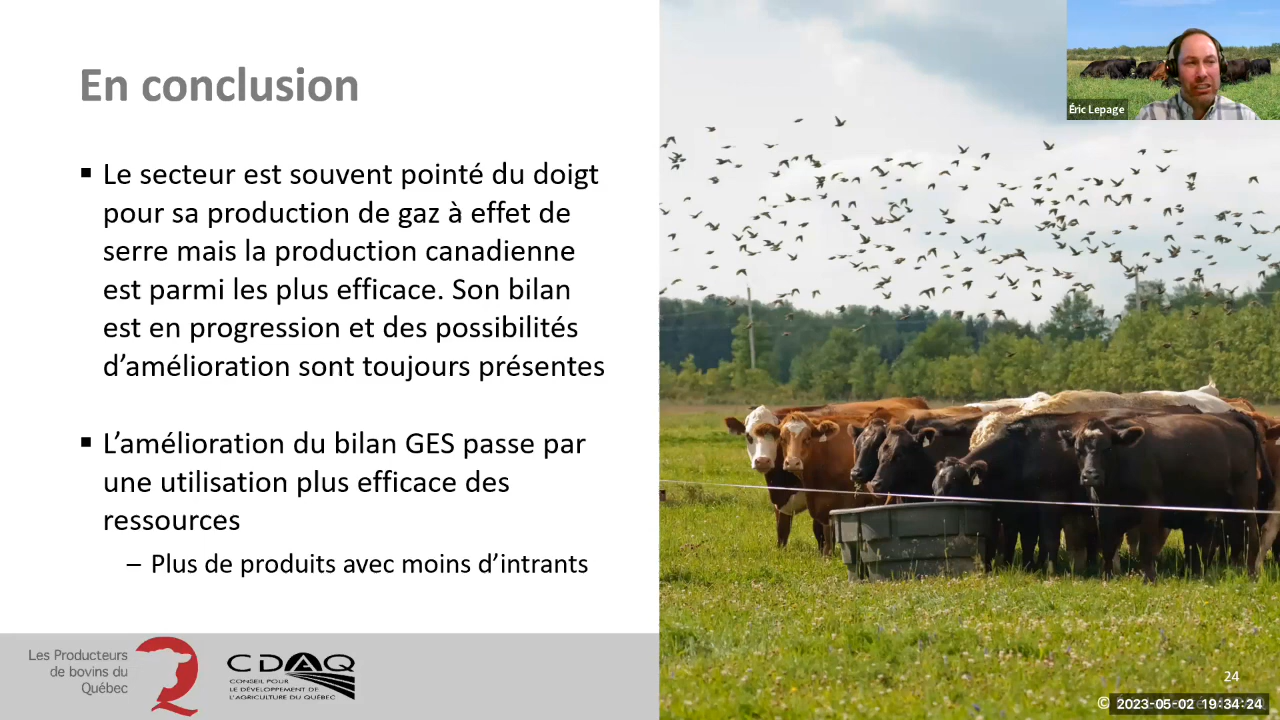 En conclusion
▪ Le secteur est souvent pointé du doigt
pour sa production de gaz à effet de
serre mais la production canadienne
est parmi les plus efficace. Son bilan
est en progression et des possibilités
d’amélioration sont toujours présentes
▪ L’amélioration du bilan GES passe par
une utilisation plus efficace des
ressources
– Plus de produits avec moins d’intrants
Les Producteurs
de bovins du
Québec
CDAQ
CONSEIL POUR
LE DÉVELOPPEMENT DE
L’AGRICULTURE DU QUÉBEC
Éric Lepage
24
©
2023-05-02 19:34:24